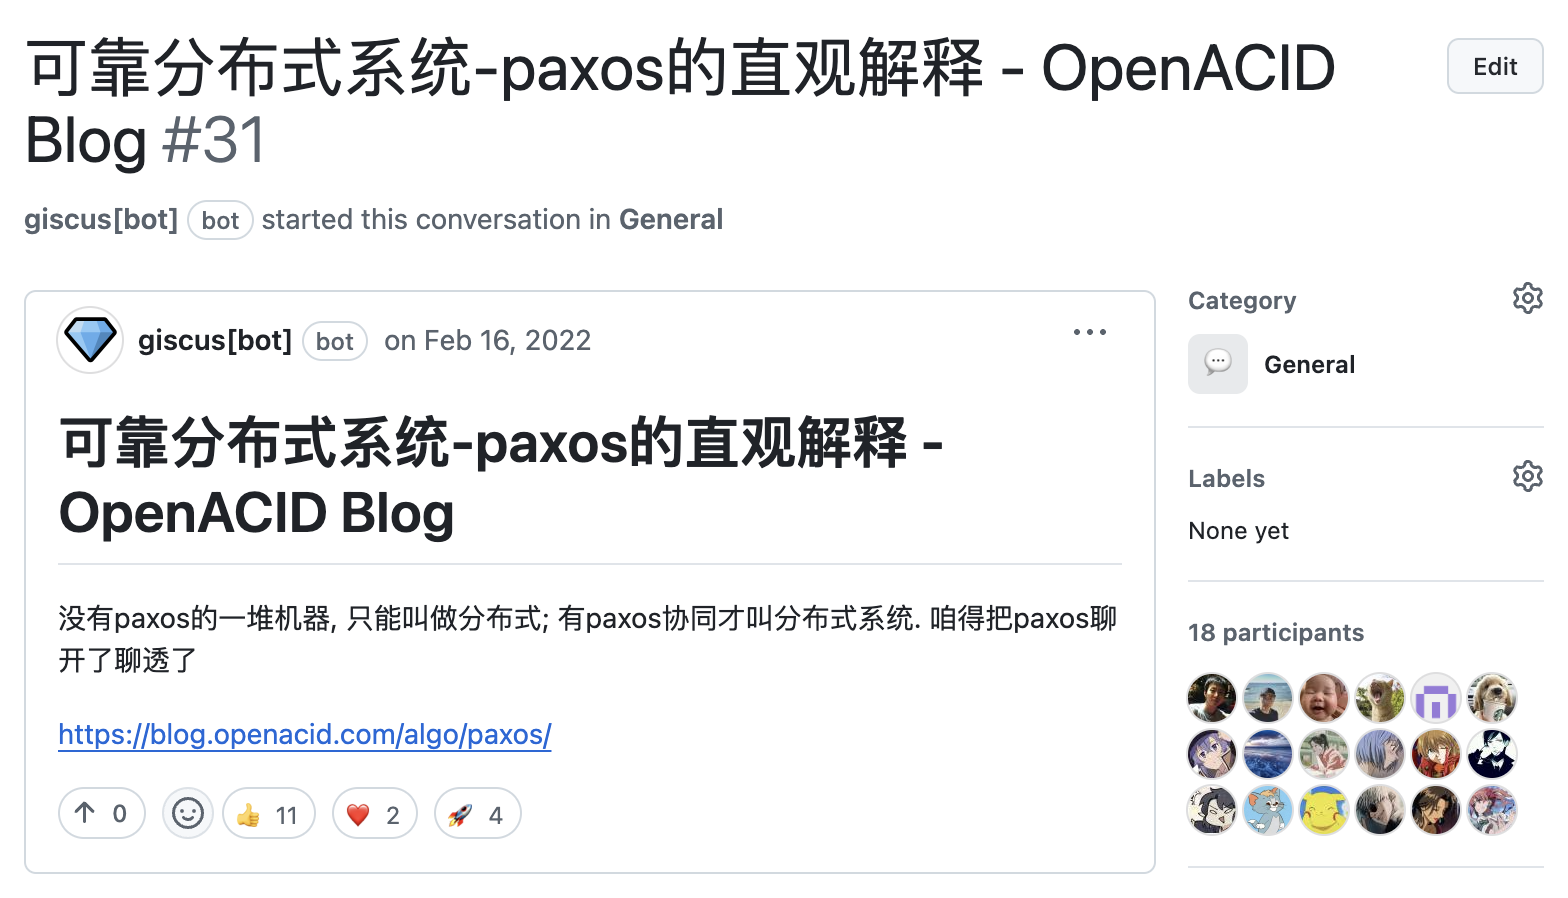 可靠分布式系统-paxos的直观解释 - OpenACID
Blog #31
Edit
giscus[bot] bot started this conversation in General
giscus[bot] bot on Feb 16, 2022
可靠分布式系统-paxos的直观解释 -
OpenACID Blog
没有paxos的一堆机器, 只能叫做分布式; 有paxos协同才叫分布式系统. 咱得把paxos聊
开了聊透了
https://blog.openacid.com/algo/paxos/
0 11 2 4
Category
General
Labels
None yet
18 participants